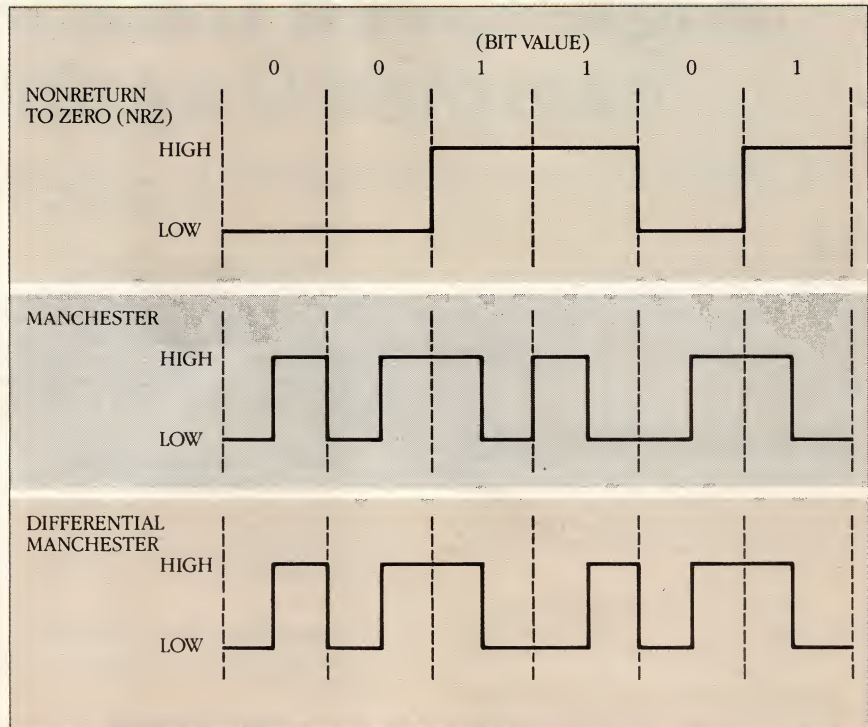 (BIT VALUE)
0 0 1 1 0 1
NONRETURN
TO ZERO (NRZ)
HIGH
LOW
MANCHESTER
HIGH
LOW
DIFFERENTIAL
MANCHESTER
HIGH
LOW